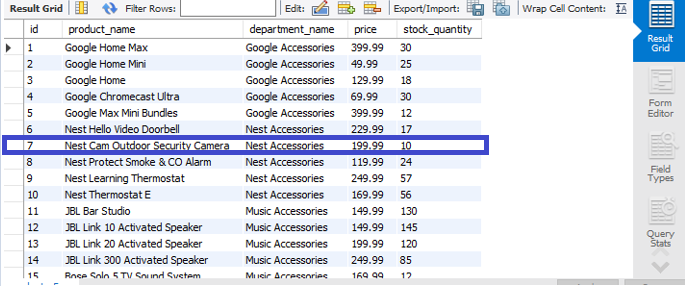 Result Grid Filter Rows: Edit: Export/Import: Wrap Cell Content:
id product_name department_name price stock_quantity
1 Google Home Max Google Accessories 399.99 30
2 Google Home Mini Google Accessories 49.99 25
3 Google Home Google Accessories 129.99 18
4 Google Chromecast Ultra Google Accessories 69.99 30
5 Google Max Mini Bundles Google Accessories 399.99 12
6 Nest Hello Video Doorbell Nest Accessories 229.99 17
7 Nest Cam Outdoor Security Camera Nest Accessories 199.99 10
8 Nest Protect Smoke & CO Alarm Nest Accessories 119.99 24
9 Nest Learning Thermostat Nest Accessories 249.99 57
10 Nest Thermostat E Nest Accessories 169.99 56
11 JBL Bar Studio Music Accessories 149.99 130
12 JBL Link 10 Activated Speaker Music Accessories 149.99 145
13 JBL Link 20 Activated Speaker Music Accessories 199.99 120
14 JBL Link 300 Activated Speaker Music Accessories 249.99 85
15 Bose Solo 5 TV Sound System Music Accessories 169.99 12
Result
Grid
Form
Editor
Field
Types
Query
Stats